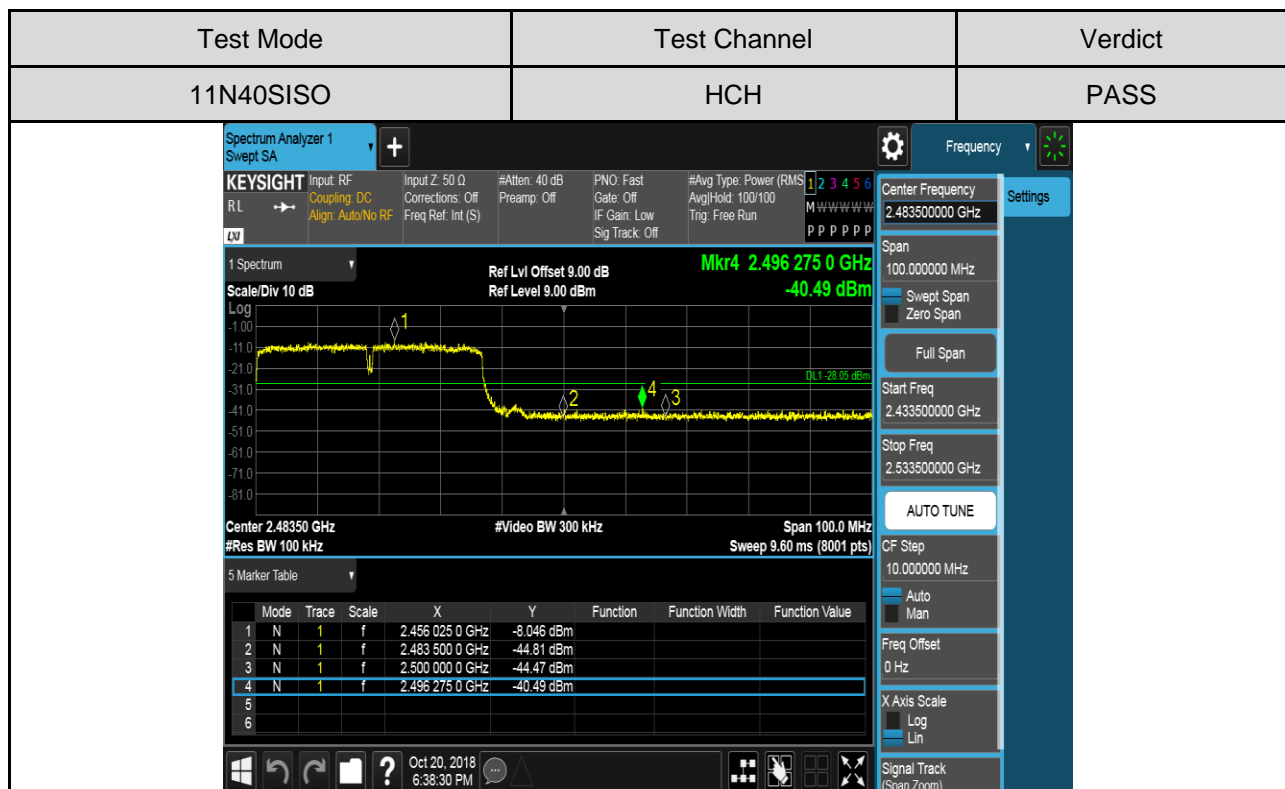 Test Mode Test Channel Verdict
11N40SISO HCH PASS
Spectrum Analyzer 1
Swept SA
Frequency
KEYSIGHT Input: RF Input Z: 50 Ω #Atten: 40 dB PNO: Fast #Avg Type: Power (RMS 1 2 3 4 5 6
RL Coupling: DC Corrections: Off Preamp: Off Gate: Off Avg|Hold: 100/100 M W W W W W
Align: Auto/No RF Freq Ref: Int (S) IF Gain: Low Trig: Free Run
LXI Sig Track: Off P P P P P P
1 Spectrum
Ref Lvl Offset 9.00 dB
Mkr4 2.496 275 0 GHz
Scale/Div 10 dB Ref Level 9.00 dBm -40.49 dBm
Log
-1.00
-11.0
-21.0
-31.0
-41.0
-51.0
-61.0
-71.0
-81.0
1
2
4
3
DL1 -28.05 dBm
Center 2.48350 GHz #Video BW 300 kHz Span 100.0 MHz
#Res BW 100 kHz Sweep 9.60 ms (8001 pts)
5 Marker Table
Mode Trace Scale X Y Function Function Width Function Value
1 N 1 f 2.456 025 0 GHz -8.046 dBm
2 N 1 f 2.483 500 0 GHz -44.81 dBm
3 N 1 f 2.500 000 0 GHz -44.47 dBm
4 N 1 f 2.496 275 0 GHz -40.49 dBm
5
6
Oct 20, 2018
6:38:30 PM
Center Frequency
2.483500000 GHz
Settings
Span
100.000000 MHz
Swept Span
Zero Span
Full Span
Start Freq
2.433500000 GHz
Stop Freq
2.533500000 GHz
AUTO TUNE
CF Step
10.000000 MHz
Auto
Man
Freq Offset
0 Hz
X Axis Scale
Log
Lin
Signal Track
(Span Zoom)